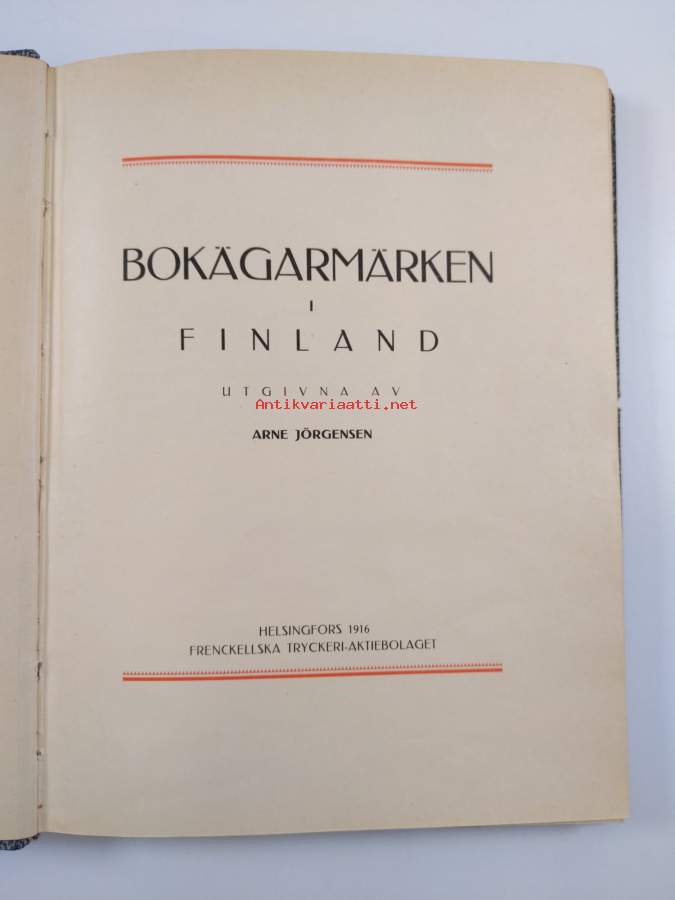 BOKÄGARMÄRKEN
I
FINLAND
UTGIVNA AV
Antikvariaatti.net
ARNE JÖRGENSEN
HELSINGFORS 1916
FRENCKELLSKA TRYCKERI-AKTIEBOLAGET